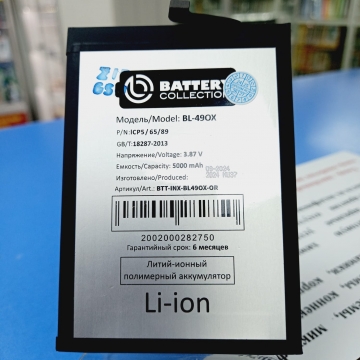 BATTERY
COLLECTION
Модель/Model: BL-49OX
P/N:ICP5/65/89
GB/T:18287-2013
Напряжение/Voltage: 3.87 V
Емкость/Capacity: 5000 mAh
Изготовлено/Produced:
Артикул/Art.: BTT-INX-BL49OX-OII
2002000282750
Гарантийный срок: 6 месяцев
Литий-ионный
полимерный аккумулятор
Li-ion